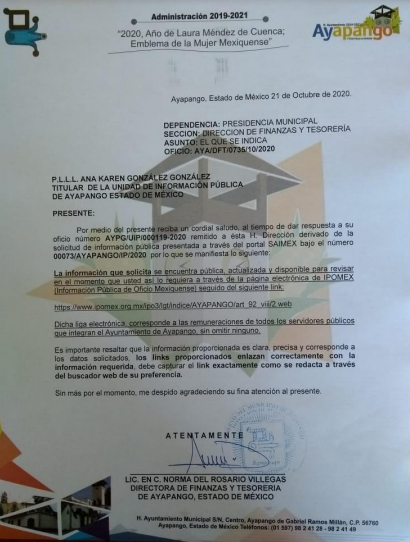 Administración 2019-2021
"2020, Año de Laura Méndez de Cuenca;
Emblema de la Mujer Mexiquense"
Ayapango
Ayapango, Estado de México 21 de Octubre de 2020.
DEPENDENCIA: PRESIDENCIA MUNICIPAL
SECCION: DIRECCION DE FINANZAS Y TESORERÍA
ASUNTO: EL QUE SE INDICA
OFICIO: AYA/DFT/0735/10/2020
P.L.L.L. ANA KAREN GONZÁLEZ GONZÁLEZ
TITULAR DE LA UNIDAD DE INFORMACIÓN PÚBLICA
DE AYAPANGO ESTADO DE MÉXICO
PRESENTE:
Por medio del presente reciba un cordial saludo, al tiempo de dar respuesta a su
oficio número AYPG/UIP/000119-2020 remitido a ésta H. Dirección derivado de la
solicitud de información pública presentada a través del portal SAIMEX bajo el número
00073/AYAPANGO/IP/2020 por lo que se manifiesta lo siguiente:
La información que solicita se encuentra pública, actualizada y disponible para revisar
en el momento que usted así lo requiera a través de la página electrónica de IPOMEX
(Información Pública de Oficio Mexiquense) seguido del siguiente link:
https://www.ipomex.org.mx/ipo3/lgt/indice/AYAPANGO/art_92_viii/2.web
Dicha liga electrónica, corresponde a las remuneraciones de todos los servidores públicos
que integran el Ayuntamiento de Ayapango, sin omitir ninguno.
Es importante resaltar que la información proporcionada es clara, precisa y corresponde a
los datos solicitados, los links proporcionados enlazan correctamente con la
información requerida, debe capturar el link exactamente como se redacta a través
del buscador web de su preferencia.
Sin más por el momento, me despido agradeciendo su fina atención al presente.
ATENTAMENTE
LIC. EN C. NORMA DEL ROSARIO VILLEGAS
DIRECTORA DE FINANZAS Y TESORERIA
DE AYAPANGO, ESTADO DE MÉXICO
H. Ayuntamiento Municipal S/N, Centro, Ayapango de Gabriel Ramos Millán, C.P. 56760
Ayapango, Estado de México Teléfonos: (01 597) 98 2 41 28 - 98 2 41 49